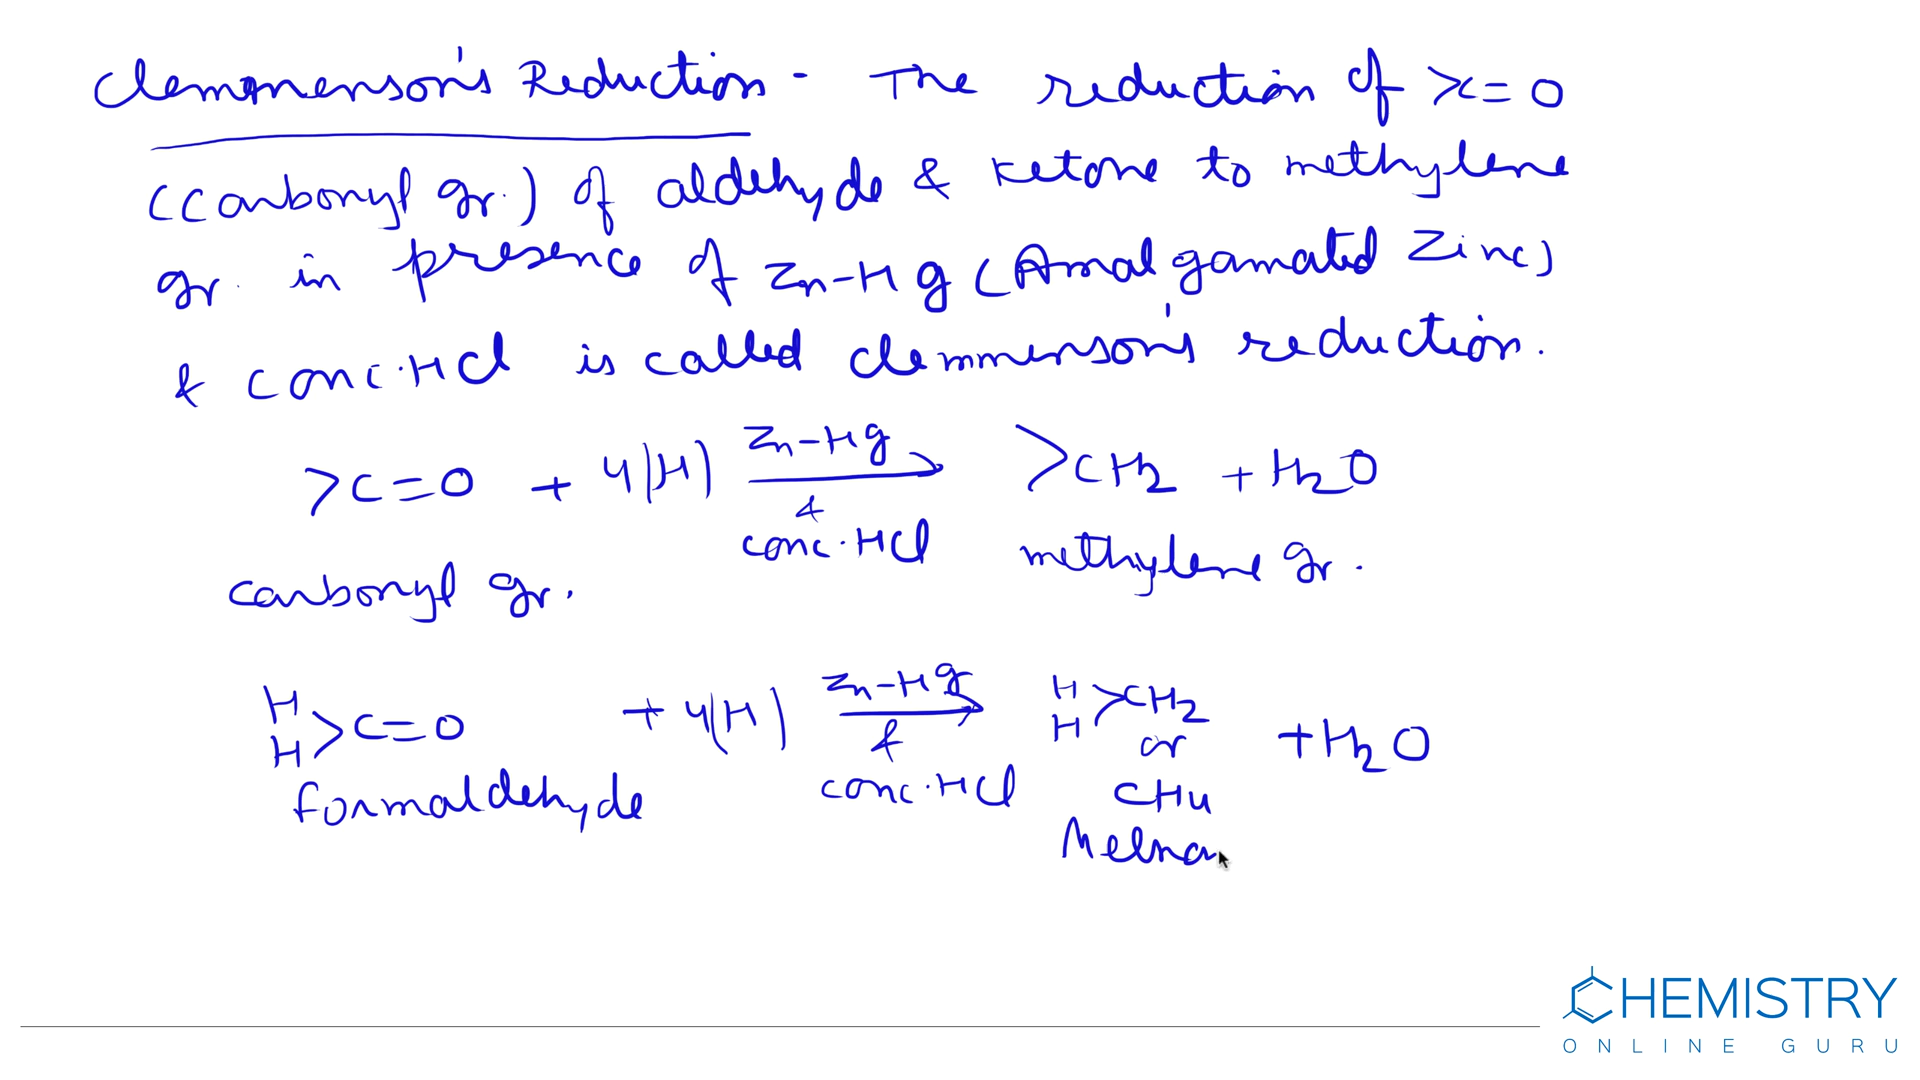 Clemmenson's Reduction - The reduction of >C=O
(Carbonyl gr.) of aldehyde & ketone to methylene
gr. in presence of Zn-Hg (Amalgamated Zinc)
& conc. HCl is called clemmenson's reduction.
>C=O + 4(H) Zn-Hg & conc. HCl → >CH2 + H2O
carbonyl gr. methylene gr.
H H >C=O + 4(H) Zn-Hg & conc. HCl → H H >CH2 or CH4 + H2O
formaldehyde
CHEMISTRY
ONLINE GURU